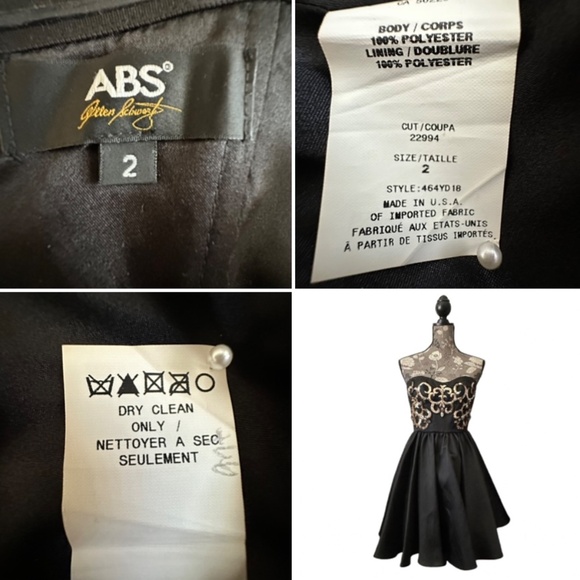 ABS
Allen Schwartz
2
BODY / CORPS
100% POLYESTER
LINING / DOUBLURE
100% POLYESTER
CUT/COUPA
22994
SIZE/TAILLE
2
STYLE:464YD18
MADE IN U.S.A.
OF IMPORTED FABRIC
FABRIQUÉ AUX ETATS-UNIS
À PARTIR DE TISSUS IMPORTÉS
DRY CLEAN
ONLY /
NETTOYER A SEC
SEULEMENT